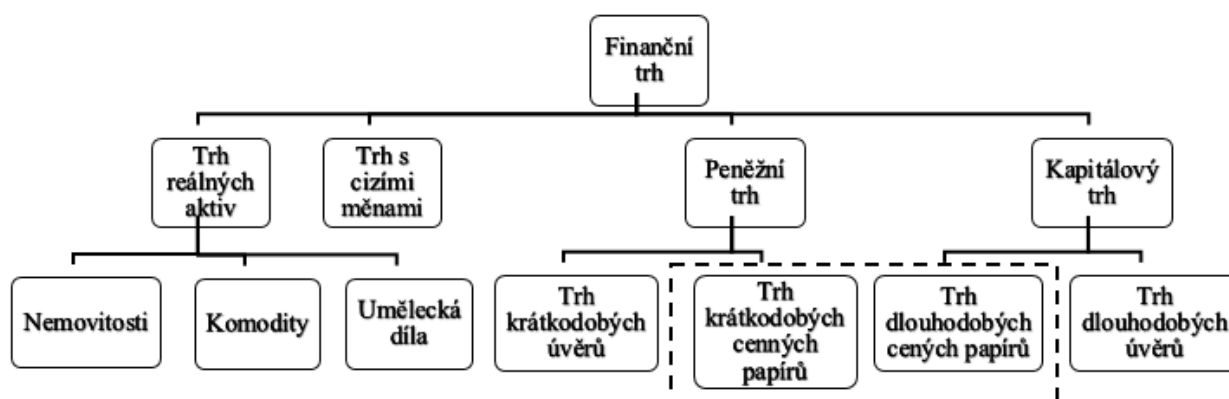 Finanční
trh
Trh
reálných
aktiv
Trh s
cizími
měnami
Peněžní
trh
Kapitálový
trh
Nemovitosti
Komodity
Umělecká
díla
Trh
krátkodobých
úvěrů
Trh
krátkodobých
cenných
papírů
Trh
dlouhodobých
cených papírů
Trh
dlouhodobých
úvěrů